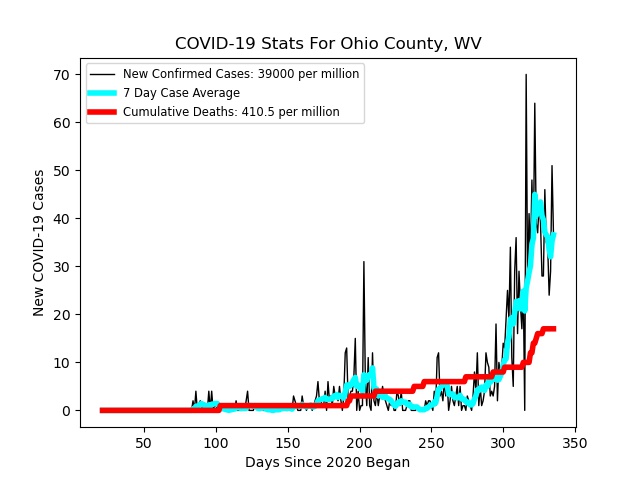 COVID-19 Stats For Ohio County, WV
New Confirmed Cases: 39000 per million
7 Day Case Average
Cumulative Deaths: 410.5 per million
New COVID-19 Cases
70
60
50
40
30
20
10
0
50 100 150 200 250 300 350
Days Since 2020 Began